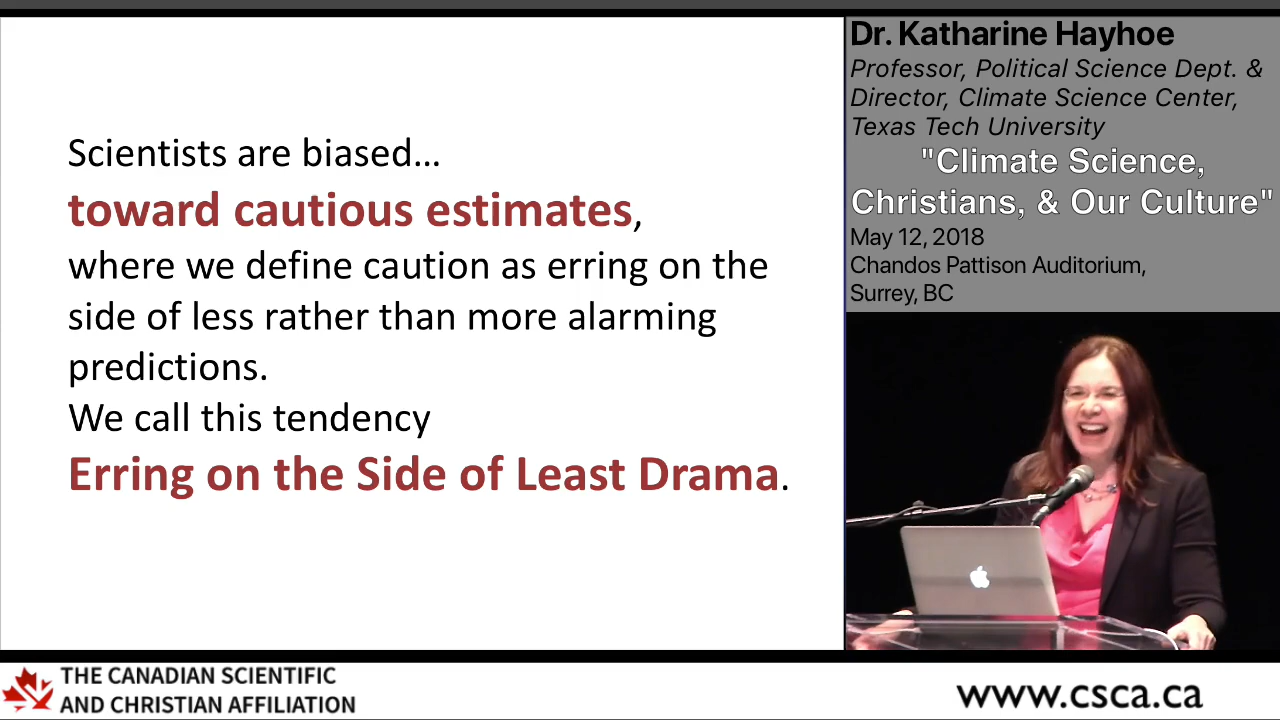 Scientists are biased...
toward cautious estimates,
where we define caution as erring on the
side of less rather than more alarming
predictions.
We call this tendency
Erring on the Side of Least Drama.
Dr. Katharine Hayhoe
Professor, Political Science Dept. &
Director, Climate Science Center,
Texas Tech University
"Climate Science,
Christians, & Our Culture"
May 12, 2018
Chandos Pattison Auditorium,
Surrey, BC
THE CANADIAN SCIENTIFIC
AND CHRISTIAN AFFILIATION
www.csca.ca